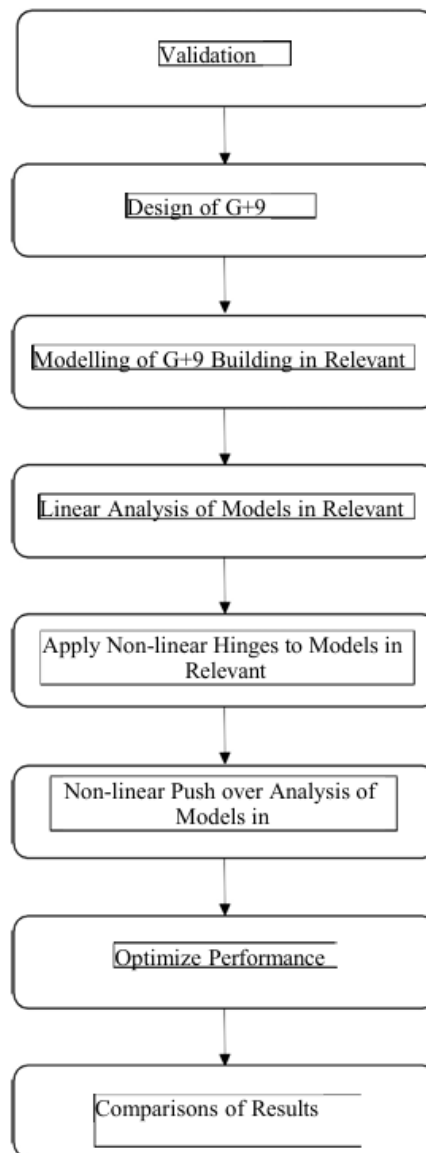 Validation
Design of G+9
Modelling of G+9 Building in Relevant
Linear Analysis of Models in Relevant
Apply Non-linear Hinges to Models in
Relevant
Non-linear Push over Analysis of
Models in
Optimize Performance
Comparisons of Results